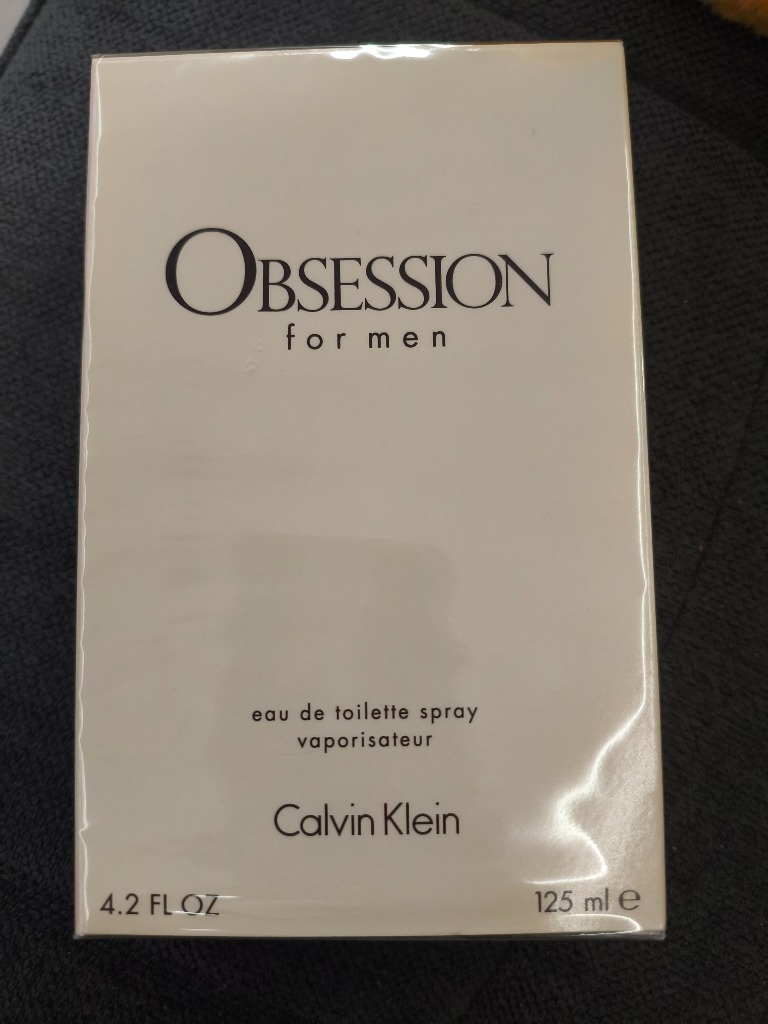 OBSESSION
for men
eau de toilette spray
vaporisateur
Calvin Klein
4.2 FL OZ
125 ml ℮